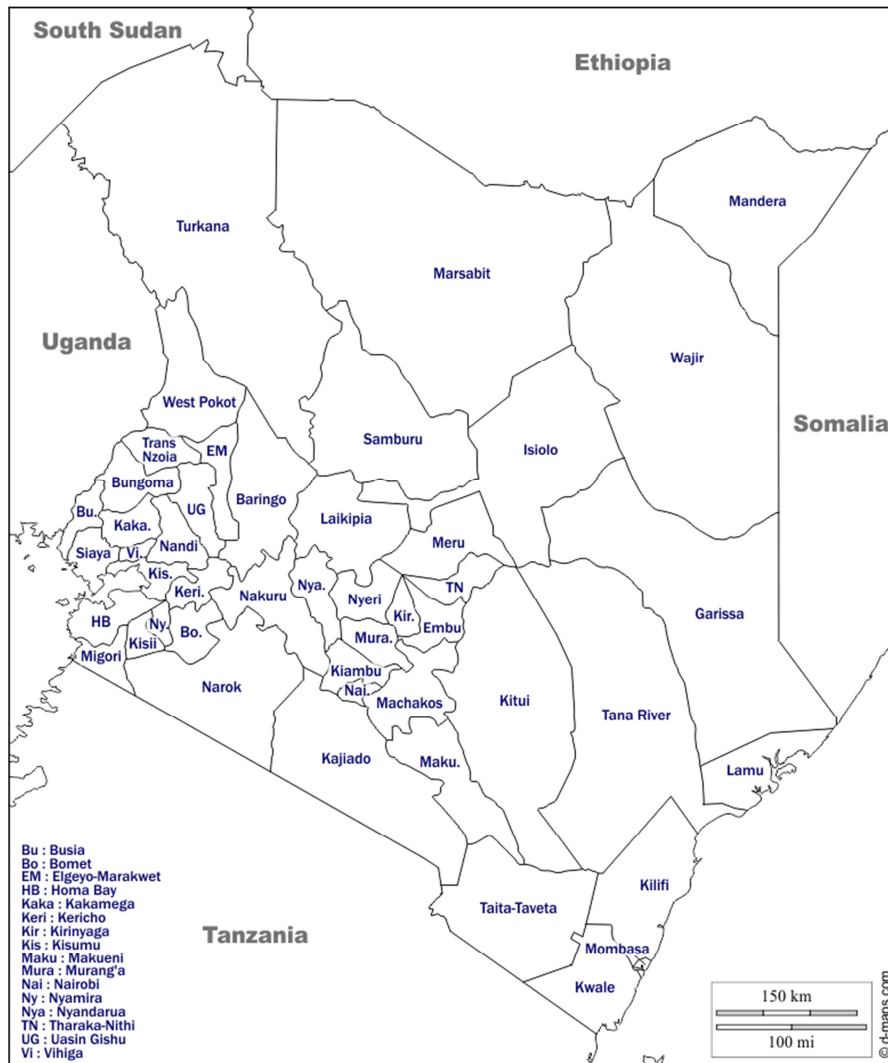 South Sudan
Ethiopia
Mandera
Turkana
Marsabit
Uganda
Wajir
West Pokot
Somalia
Trans
Nzoia
EM
Samburu
Isiolo
Bungoma
Baringo
Bu.
UG
Laikipia
Kaka.
Meru
Siaya
Vi.
Nandi
Kis.
Keri.
Nakuru
Nya.
Nyeri
TN
Kir.
Garissa
HB
Ny.
Bo.
Mura.
Embu
Kisii
Migori
Kiambu
Narok
Nai.
Machakos
Kitui
Tana River
Kajiado
Maku.
Lamu
Bu : Busia
Bo : Bomet
EM : Elgeyo-Marakwet
HB : Homa Bay
Kaka : Kakamega
Keri : Kericho
Kir : Kirinyaga
Kis : Kisumu
Maku : Makueni
Mura : Murang'a
Nai : Nairobi
Ny : Nyamira
Nya : Nyandarua
TN : Tharaka-Nithi
UG : Uasin Gishu
Vi : Vihiga
Kilifi
Taita-Taveta
Tanzania
Mombasa
Kwale
150 km
100 mi
© d-maps.com